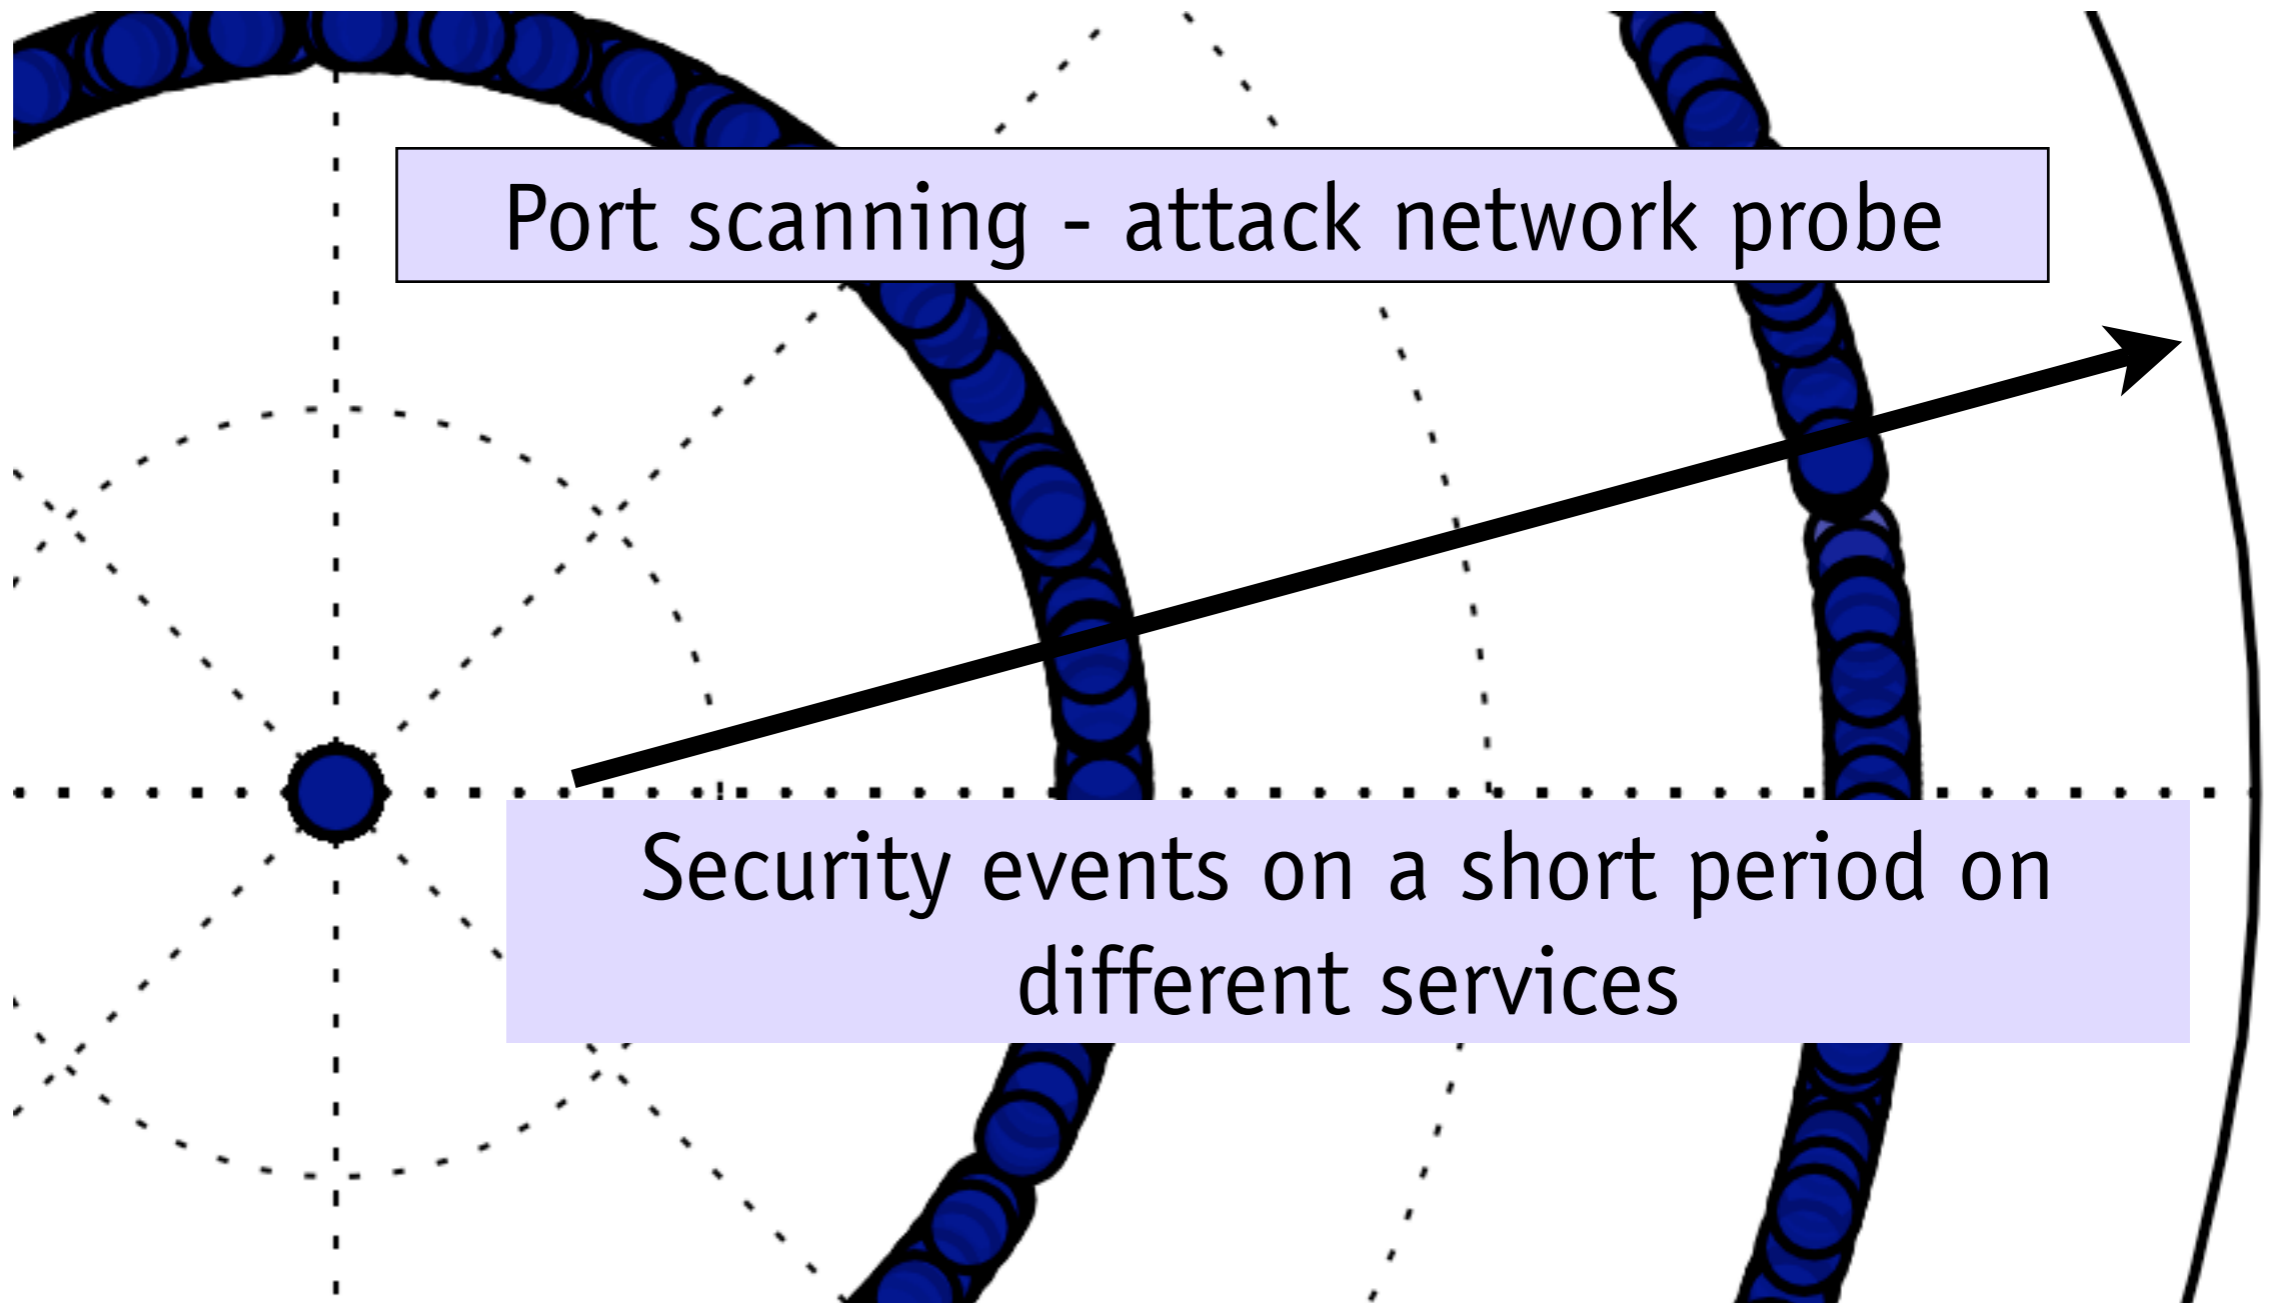 Port scanning - attack network probe
Security events on a short period on
different services